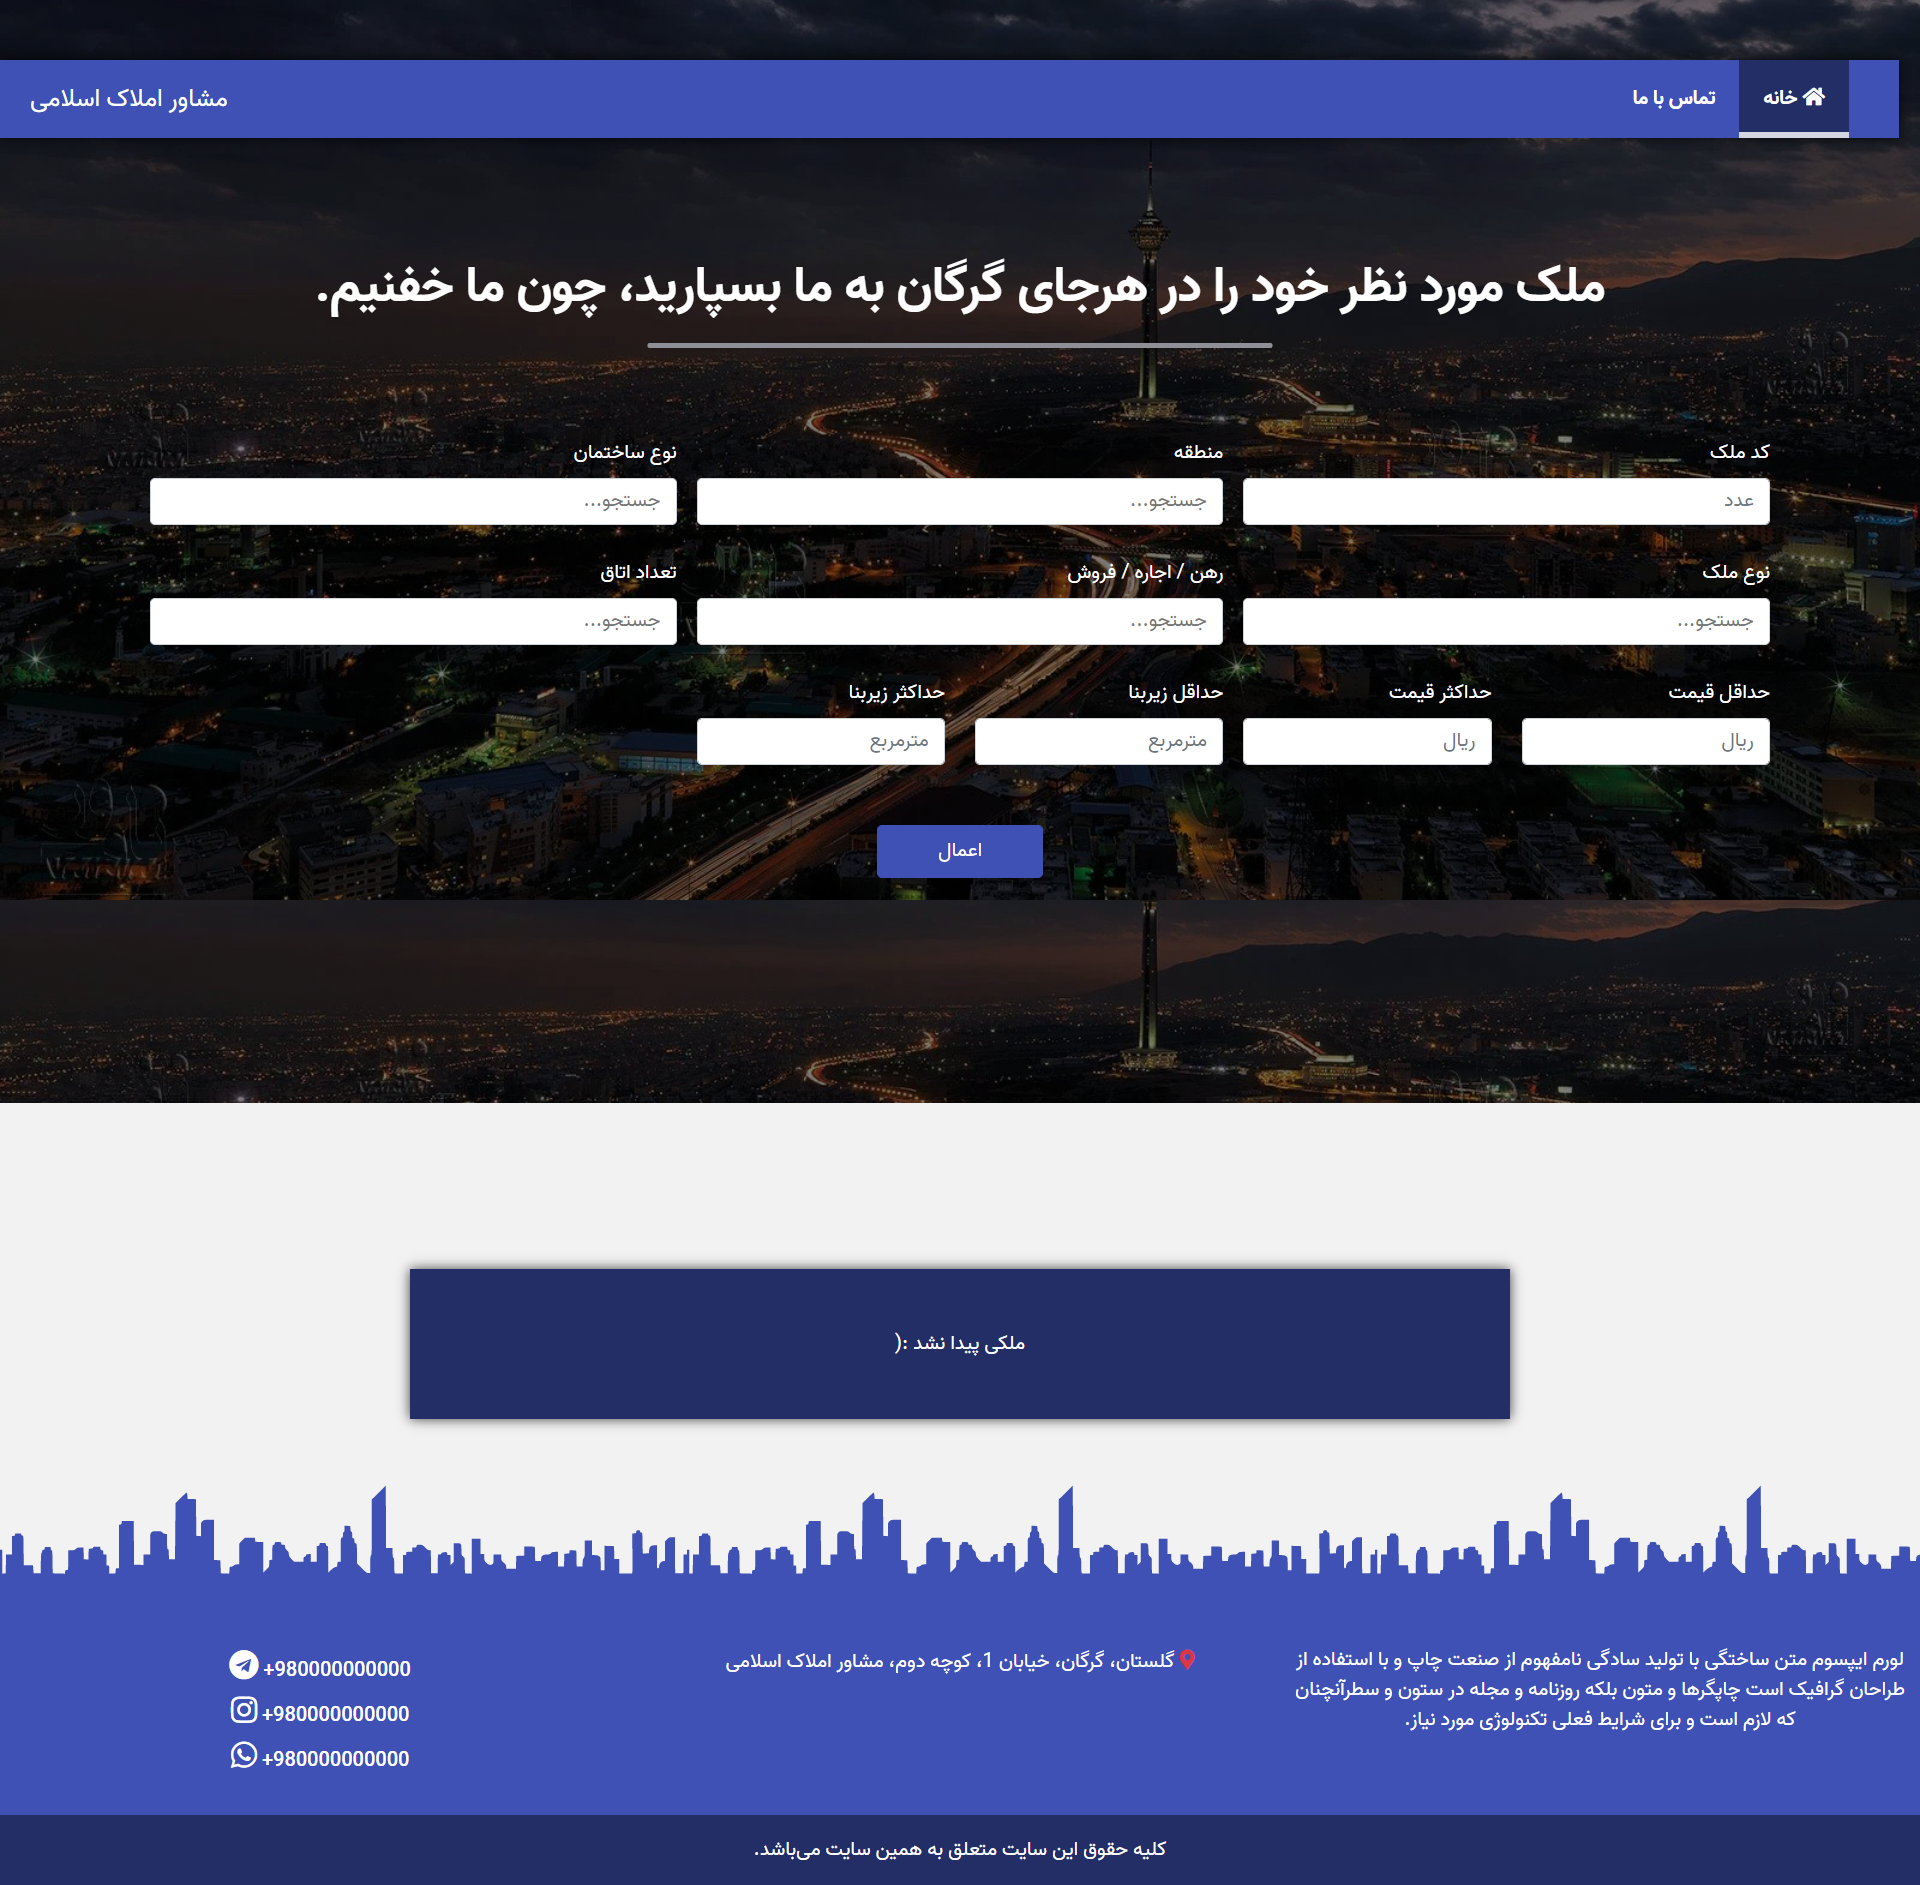 خانه
تماس با ما
مشاور املاک اسلامی
ملک مورد نظر خود را در هرجای گرگان به ما بسپارید، چون ما خفنیم.
کد ملک
منطقه
نوع ساختمان
عدد
جستجو...
جستجو...
نوع ملک
رهن / اجاره / فروش
تعداد اتاق
جستجو...
جستجو...
جستجو...
حداقل قیمت
حداکثر قیمت
حداقل زیربنا
حداکثر زیربنا
ریال
ریال
مترمربع
مترمربع
اعمال
ملکی پیدا نشد :(
لورم ایپسوم متن ساختگی با تولید سادگی نامفهوم از صنعت چاپ و با استفاده از
طراحان گرافیک است چاپگرها و متون بلکه روزنامه و مجله در ستون و سطرآنچنان
که لازم است و برای شرایط فعلی تکنولوژی مورد نیاز.
گلستان، گرگان، خیابان 1، کوچه دوم، مشاور املاک اسلامی
+980000000000
+980000000000
+980000000000
کلیه حقوق این سایت متعلق به همین سایت می‌باشد.